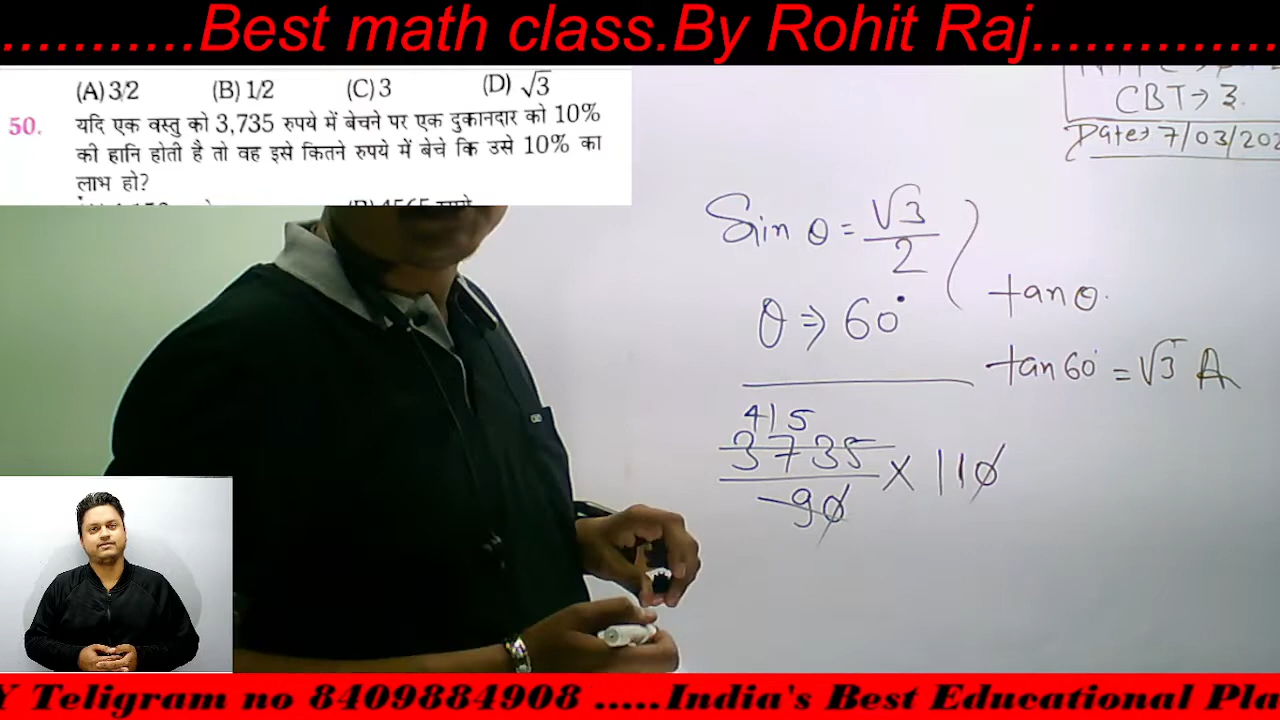 ...........Best math class.By Rohit Raj..............
(A) 3/2 (B) 1/2 (C) 3 (D) √3
50. यदि एक वस्तु को 3,735 रुपये में बेचने पर एक दुकानदार को 10%
की हानि होती है तो वह इसे कितने रुपये में बेचे कि उसे 10% का
लाभ हो?
CBT→ 3.
Date→ 7/03/202
Sin θ = √3/2
θ ⇒ 60°
tan θ
tan 60° = √3 A
415
3735/90 × 110
Y Teligram no 8409884908 .....India's Best Educational Pla